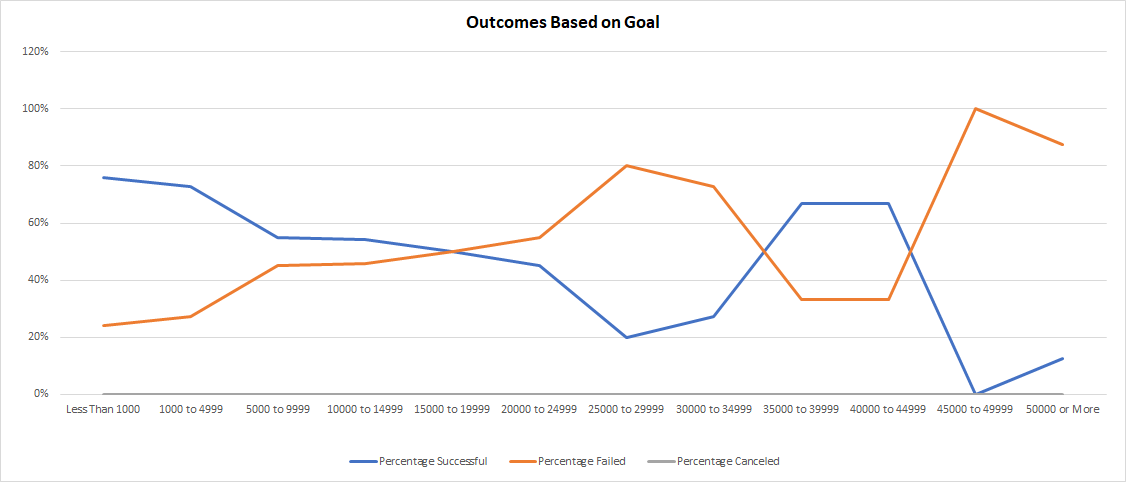 Outcomes Based on Goal
120%
100%
80%
60%
40%
20%
0%
Less Than 1000 1000 to 4999 5000 to 9999 10000 to 14999 15000 to 19999 20000 to 24999 25000 to 29999 30000 to 34999 35000 to 39999 40000 to 44999 45000 to 49999 50000 or More
Percentage Successful Percentage Failed Percentage Canceled